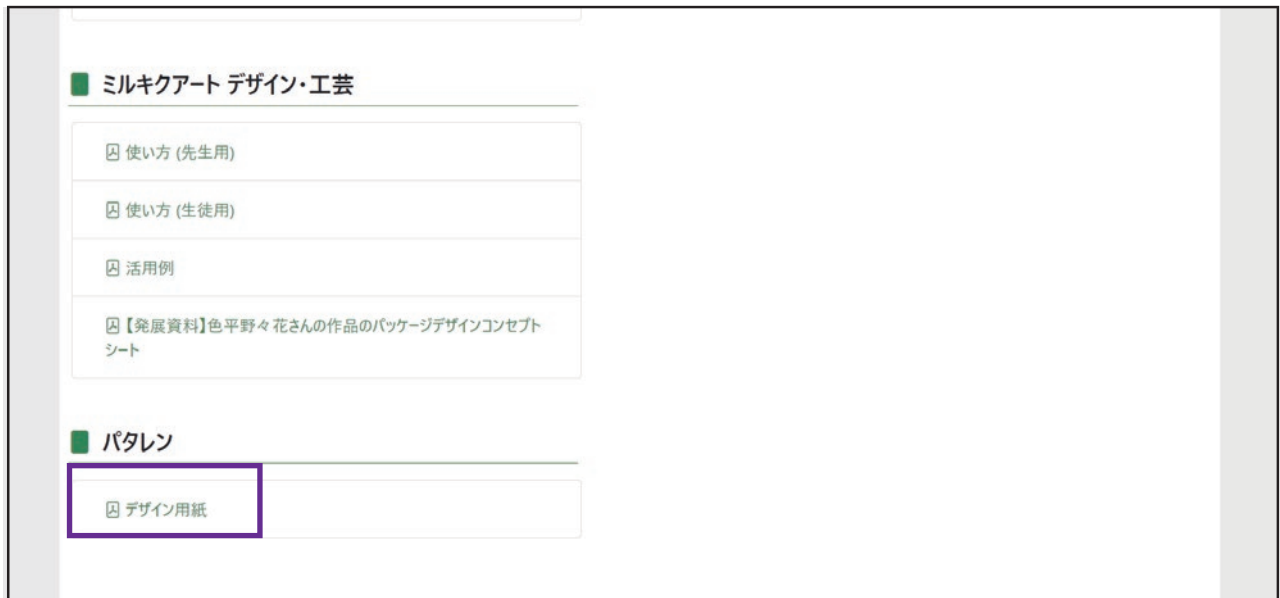 ミルキクアート デザイン・工芸
使い方 (先生用)
使い方 (生徒用)
活用例
【発展資料】色平野々花さんの作品のパッケージデザインコンセプト
シート
パタレン
デザイン用紙